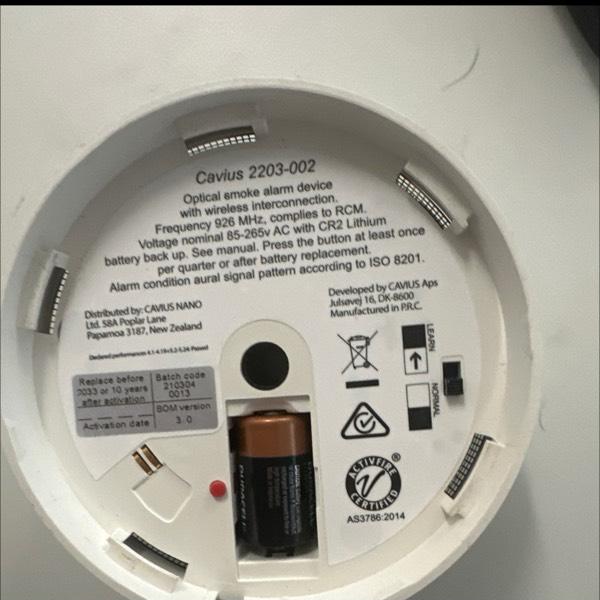 Cavius 2203-002
Optical smoke alarm device
with wireless interconnection.
Frequency 926 MHz, complies to RCM.
Voltage nominal 85-265v AC with CR2 Lithium
battery back up. See manual. Press the button at least once
per quarter or after battery replacement.
Alarm condition aural signal pattern according to ISO 8201.
Distributed by: CAVIUS NANO
Ltd. 58A Poplar Lane
Papamoa 3187, New Zealand
Developed by CAVIUS Aps
Julsøvej 16, DK-8600
Manufactured in P.R.C.
Declared performances
Replace before
2033 or 10 years
after activation
Activation date
Batch code
210304
0013
BOM version
3.0
LEARN
NORMAL
ACTIVFIRE
®
CERTIFIED
AS3786:2014
DURACELL